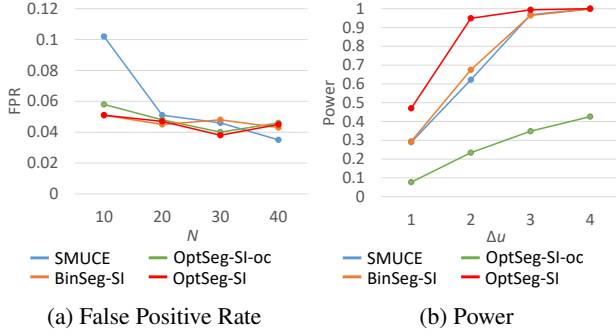 0.12
0.1
0.08
0.06
0.04
0.02
0
FPR
10 20 30 40
N
SMUCE OptSeg-SI-oc
BinSeg-SI OptSeg-SI
(a) False Positive Rate
1
0.9
0.8
0.7
0.6
0.5
0.4
0.3
0.2
0.1
0
Power
1 2 3 4
Δu
SMUCE OptSeg-SI-oc
BinSeg-SI OptSeg-SI
(b) Power